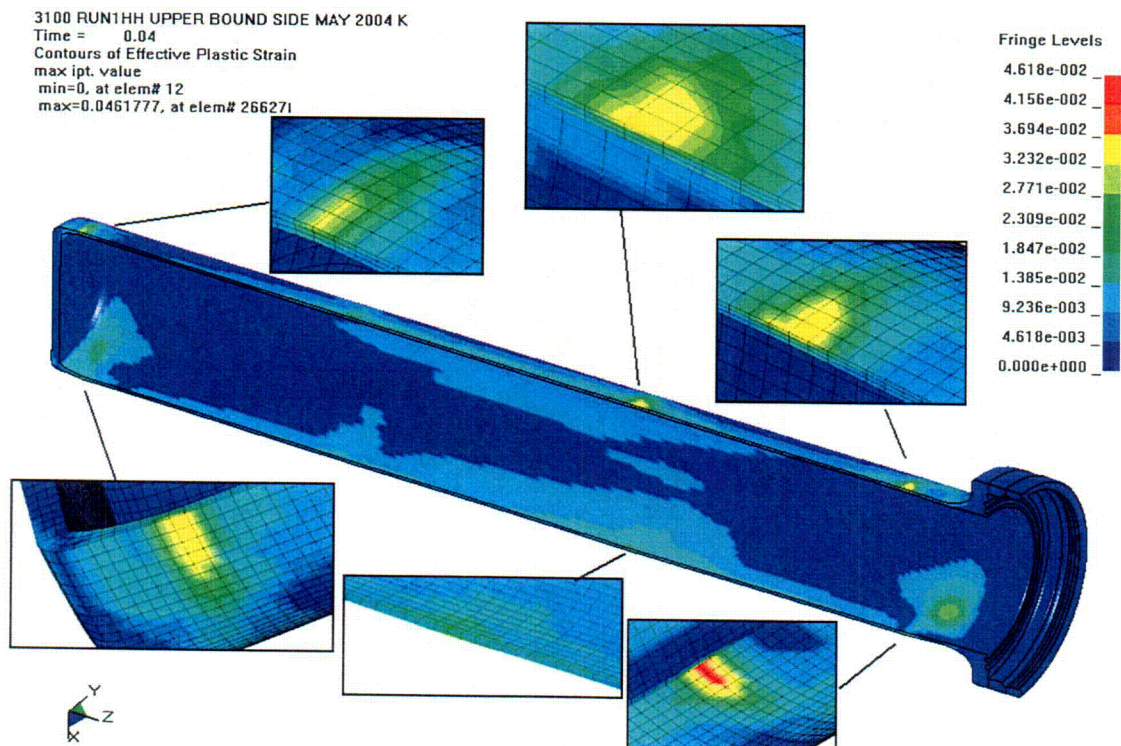 3100 RUN1HH UPPER BOUND SIDE MAY 2004 K
Time = 0.04
Contours of Effective Plastic Strain
max ipt. value
min=0, at elem# 12
max=0.0461777, at elem# 266271
Fringe Levels
4.618e-002
4.156e-002
3.694e-002
3.232e-002
2.771e-002
2.309e-002
1.847e-002
1.385e-002
9.236e-003
4.618e-003
0.000e+000
Y
Z
X